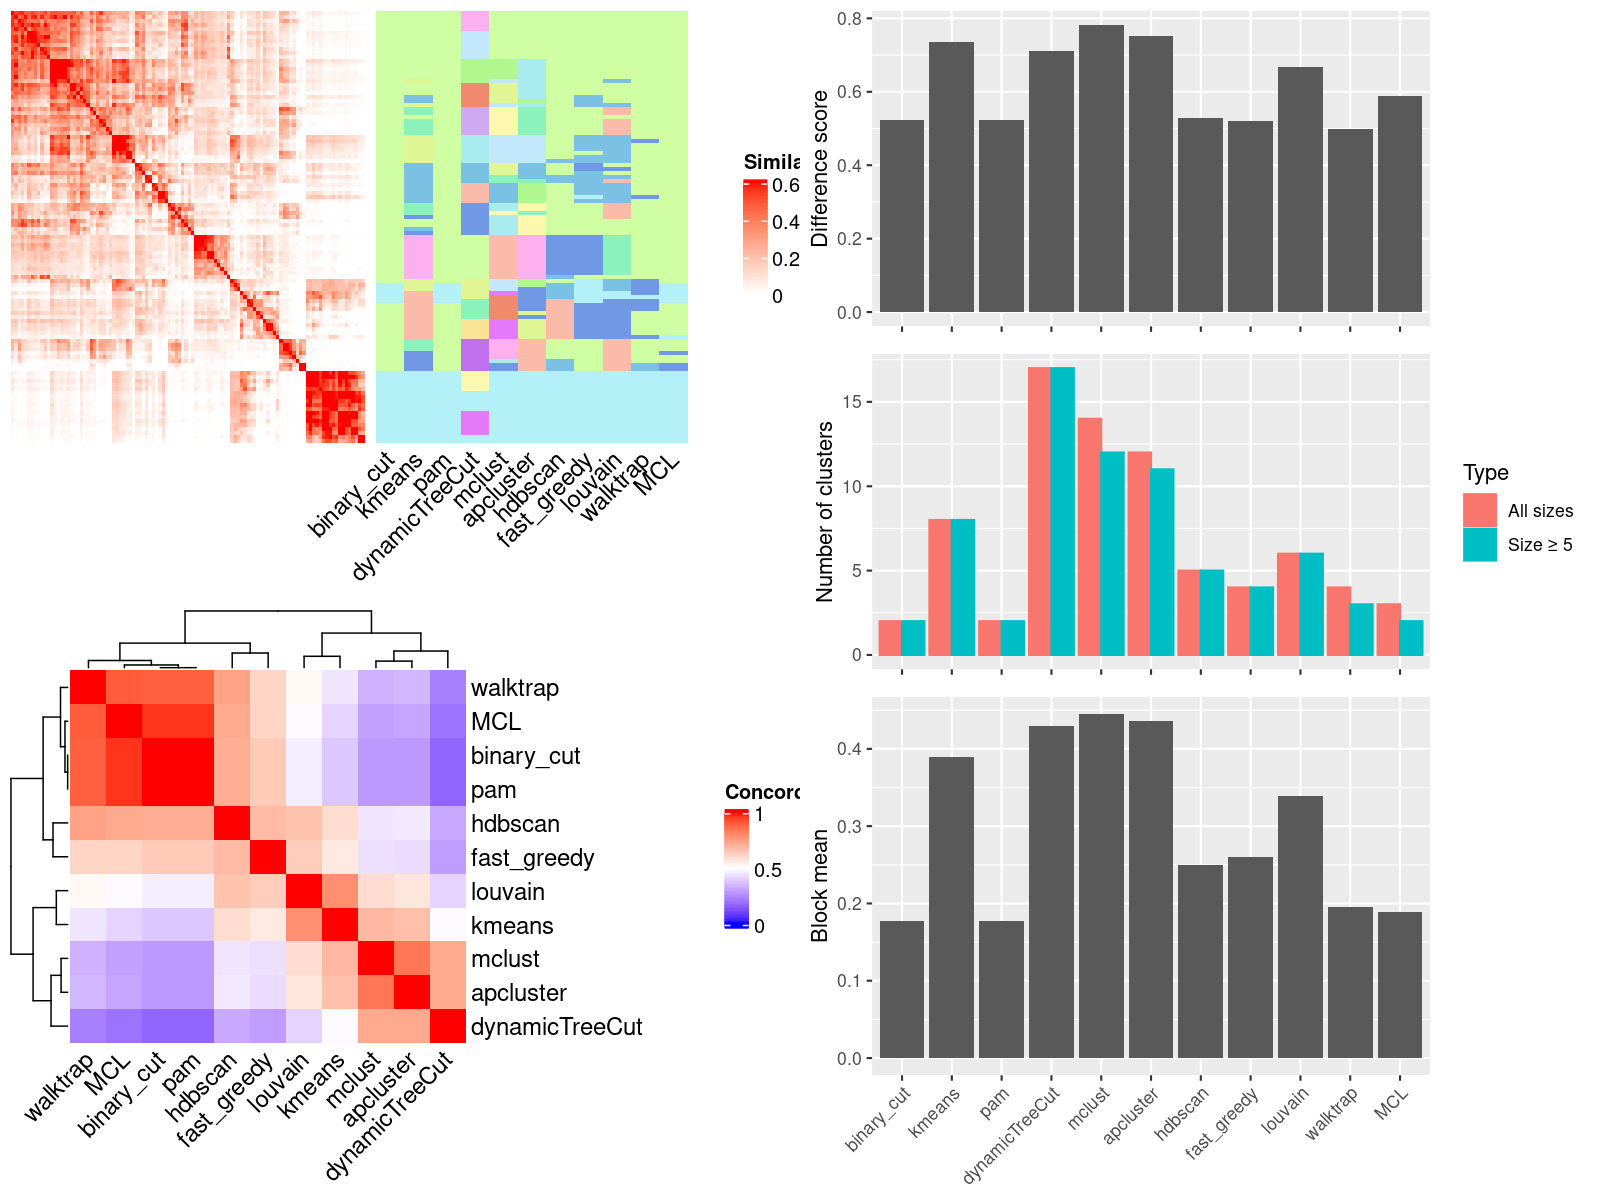 Simila
0.6
0.4
0.2
0
binary_cut
kmeans
pam
dynamicTreeCut
mclust
apcluster
hdbscan
fast_greedy
louvain
walktrap
MCL
Concord
1
0.5
0
walktrap
MCL
binary_cut
pam
hdbscan
fast_greedy
louvain
kmeans
mclust
apcluster
dynamicTreeCut
walktrap
MCL
binary_cut
pam
hdbscan
fast_greedy
louvain
kmeans
mclust
apcluster
dynamicTreeCut
Difference score
0.8
0.6
0.4
0.2
0.0
Number of clusters
15
10
5
0
Type
All sizes
Size ≥ 5
Block mean
0.4
0.3
0.2
0.1
0.0
binary_cut
kmeans
pam
dynamicTreeCut
mclust
apcluster
hdbscan
fast_greedy
louvain
walktrap
MCL